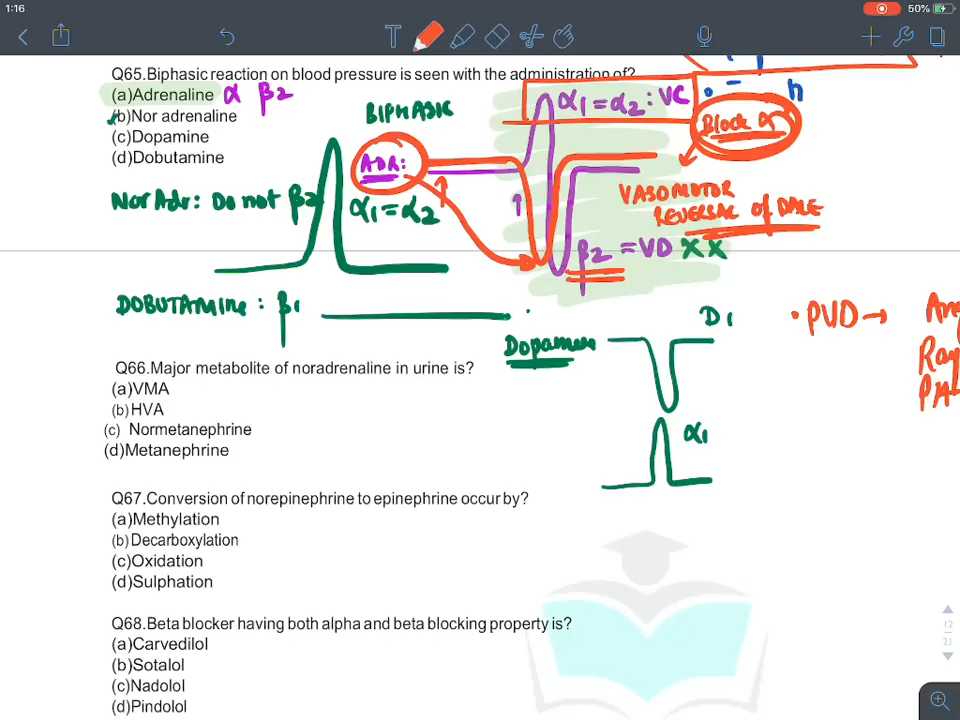 1:16
50%
Q65.Biphasic reaction on blood pressure is seen with the administration of?
(a)Adrenaline α β2
(b)Nor adrenaline
(c)Dopamine
(d)Dobutamine
BIPHASIC
ADR:
α1 = α2
α1 = α2 : VC
Block α
VASOMOTOR
REVERSAL of DALE
β2 = VD X X
Nor Adr: Do not β2
DOBUTAMINE : β1
Dopamine
D1
α1
• PVD →
Q66.Major metabolite of noradrenaline in urine is?
(a)VMA
(b)HVA
(c) Normetanephrine
(d)Metanephrine
Q67.Conversion of norepinephrine to epinephrine occur by?
(a)Methylation
(b)Decarboxylation
(c)Oxidation
(d)Sulphation
Q68.Beta blocker having both alpha and beta blocking property is?
(a)Carvedilol
(b)Sotalol
(c)Nadolol
(d)Pindolol
12
21